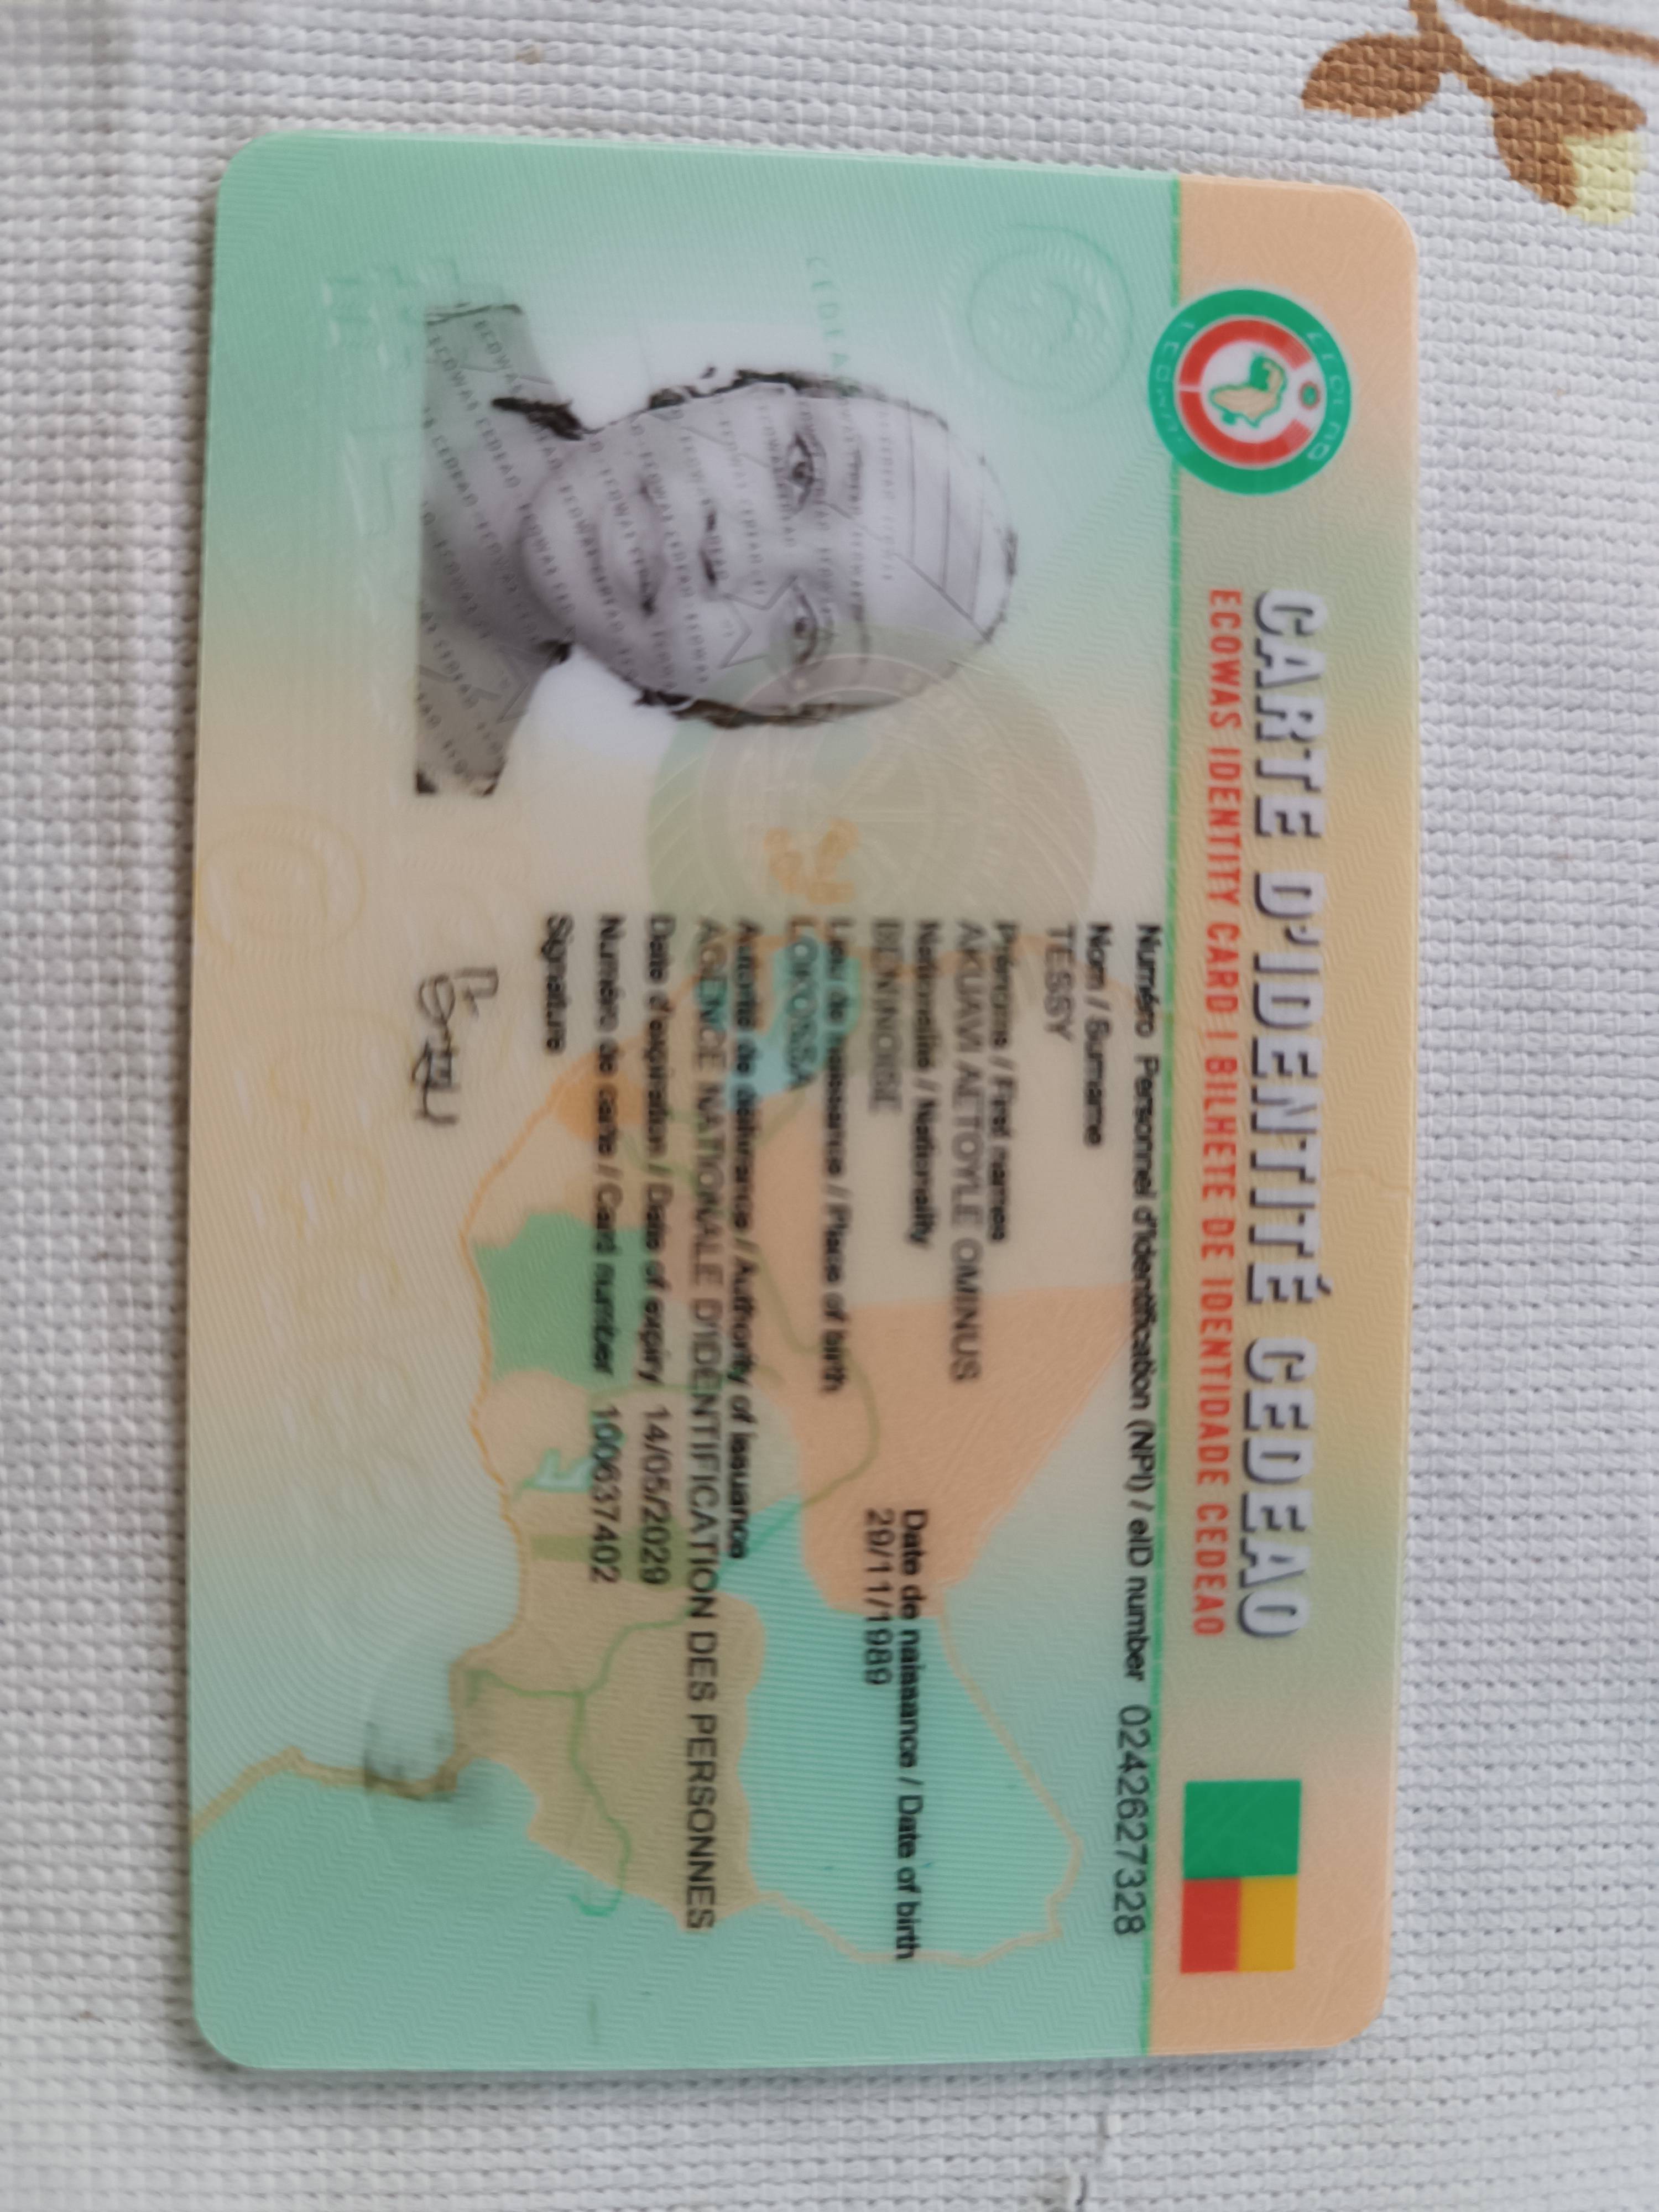 CARTE D'IDENTITÉ CEDEAO
ECOWAS IDENTITY CARD | BILHETE DE IDENTIDADE CEDEAO
Numéro Personnel d'Identification (NPI) / eID number 0242627328
Nom / Surname
TESSY
Prénoms / First names
AKUAVI AETOYLE OMINUS
Nationalité / Nationality
BENINOISE
Date de naissance / Date of birth
29/11/1989
Lieu de naissance / Place of birth
LOKOSSA
Autorité de délivrance / Authority of issuance
AGENCE NATIONALE D'IDENTIFICATION DES PERSONNES
Date d'expiration / Date of expiry 14/05/2029
Numéro de carte / Card number 100637402
Signature